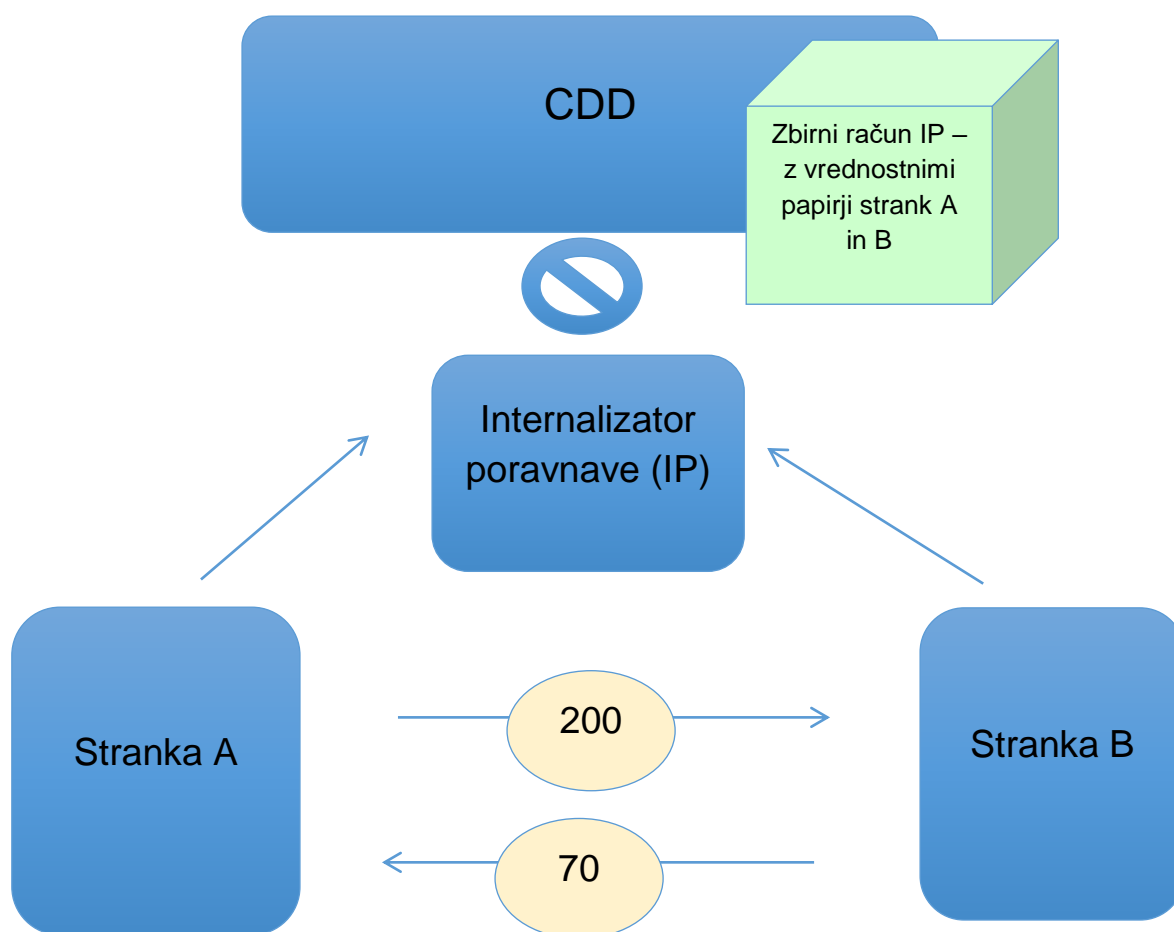 CDD
Zbirni račun IP –
z vrednostnimi
papirji strank A
in B
Internalizator
poravnave (IP)
Stranka A
200
Stranka B
70